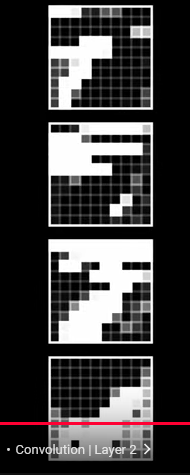 • Convolution | Layer 2 >